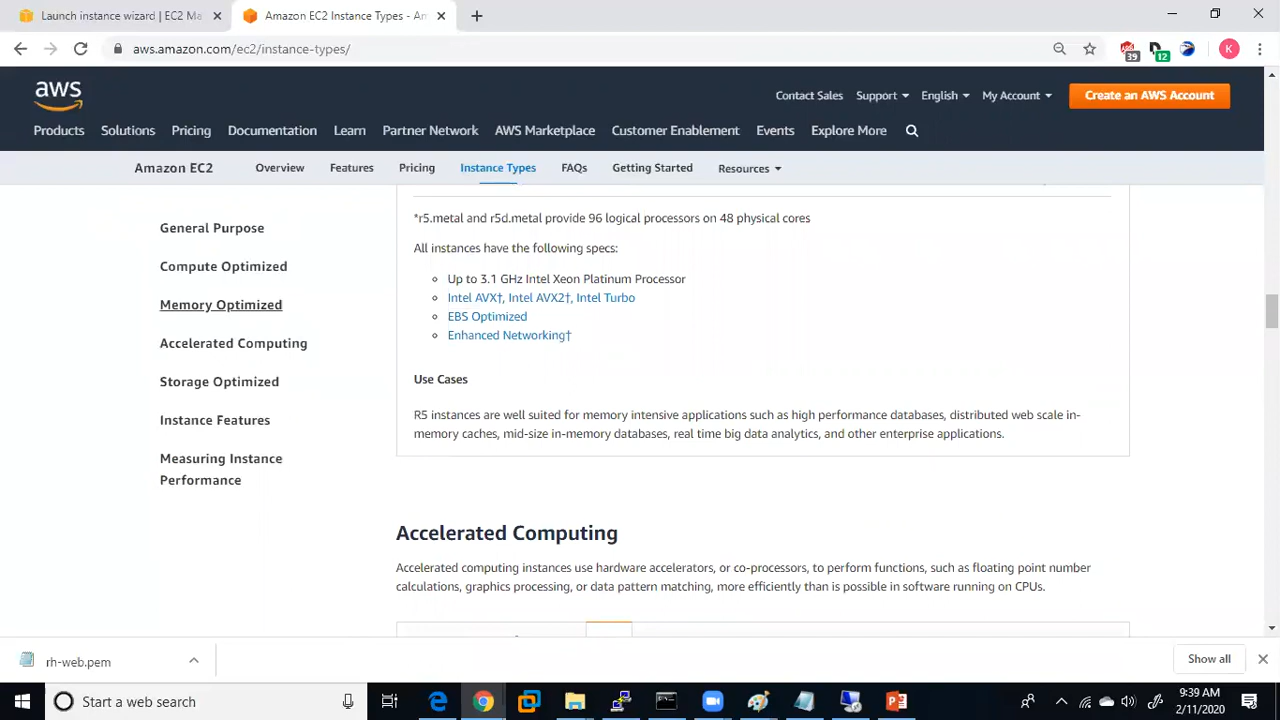 Launch instance wizard | EC2 Ma
Amazon EC2 Instance Types - Am
aws.amazon.com/ec2/instance-types/
39
12
K
aws
Contact Sales
Support
English
My Account
Create an AWS Account
Products
Solutions
Pricing
Documentation
Learn
Partner Network
AWS Marketplace
Customer Enablement
Events
Explore More
Amazon EC2
Overview
Features
Pricing
Instance Types
FAQs
Getting Started
Resources
General Purpose
Compute Optimized
Memory Optimized
Accelerated Computing
Storage Optimized
Instance Features
Measuring Instance
Performance
*r5.metal and r5d.metal provide 96 logical processors on 48 physical cores
All instances have the following specs:
Up to 3.1 GHz Intel Xeon Platinum Processor
Intel AVX†, Intel AVX2†, Intel Turbo
EBS Optimized
Enhanced Networking†
Use Cases
R5 instances are well suited for memory intensive applications such as high performance databases, distributed web scale in-
memory caches, mid-size in-memory databases, real time big data analytics, and other enterprise applications.
Accelerated Computing
Accelerated computing instances use hardware accelerators, or co-processors, to perform functions, such as floating point number
calculations, graphics processing, or data pattern matching, more efficiently than is possible in software running on CPUs.
rh-web.pem
Show all
Start a web search
9:39 AM
2/11/2020